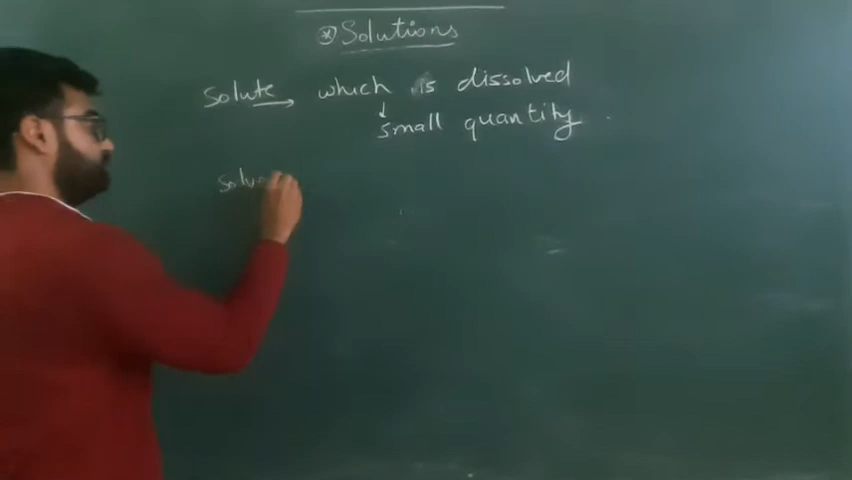 * Solutions
solute → which is dissolved
↓
small quantity .